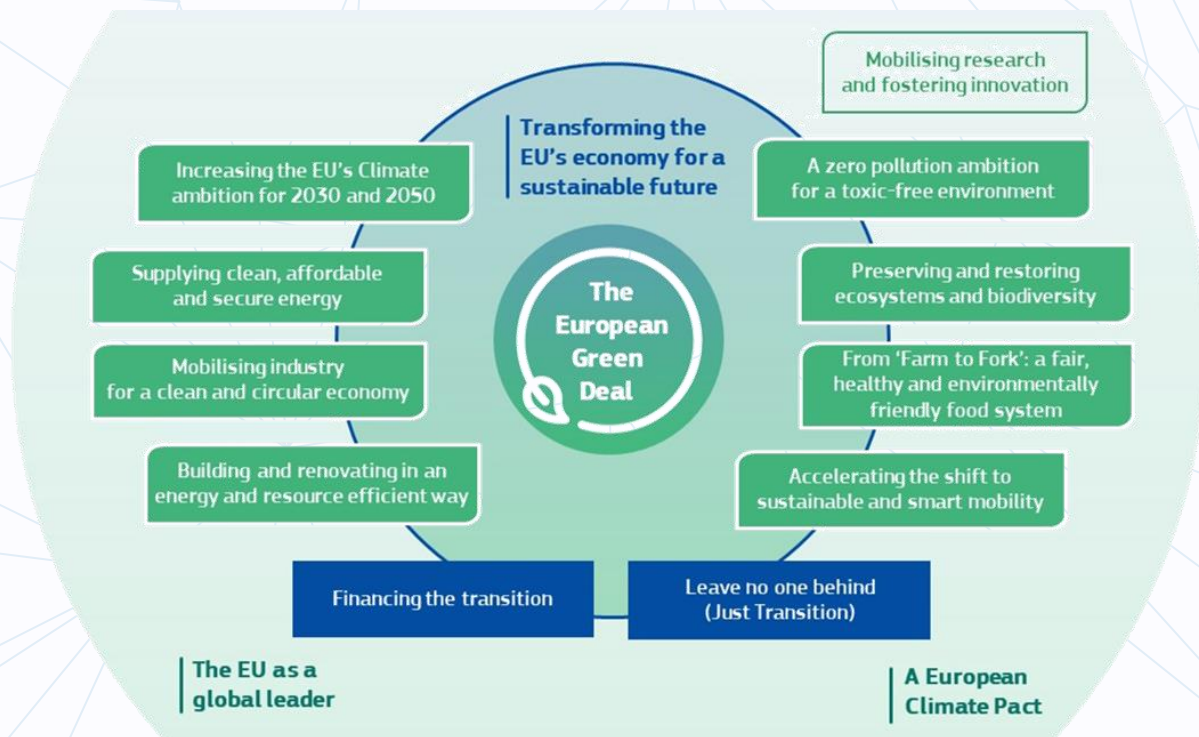 Mobilising research
and fostering innovation
Transforming the
EU's economy for a
sustainable future
Increasing the EU's Climate
ambition for 2030 and 2050
A zero pollution ambition
for a toxic-free environment
Supplying clean, affordable
and secure energy
Preserving and restoring
ecosystems and biodiversity
The
European
Green
Deal
Mobilising industry
for a clean and circular economy
From ‘Farm to Fork’: a fair,
healthy and environmentally
friendly food system
Building and renovating in an
energy and resource efficient way
Accelerating the shift to
sustainable and smart mobility
Financing the transition
Leave no one behind
(Just Transition)
The EU as a
global leader
A European
Climate Pact